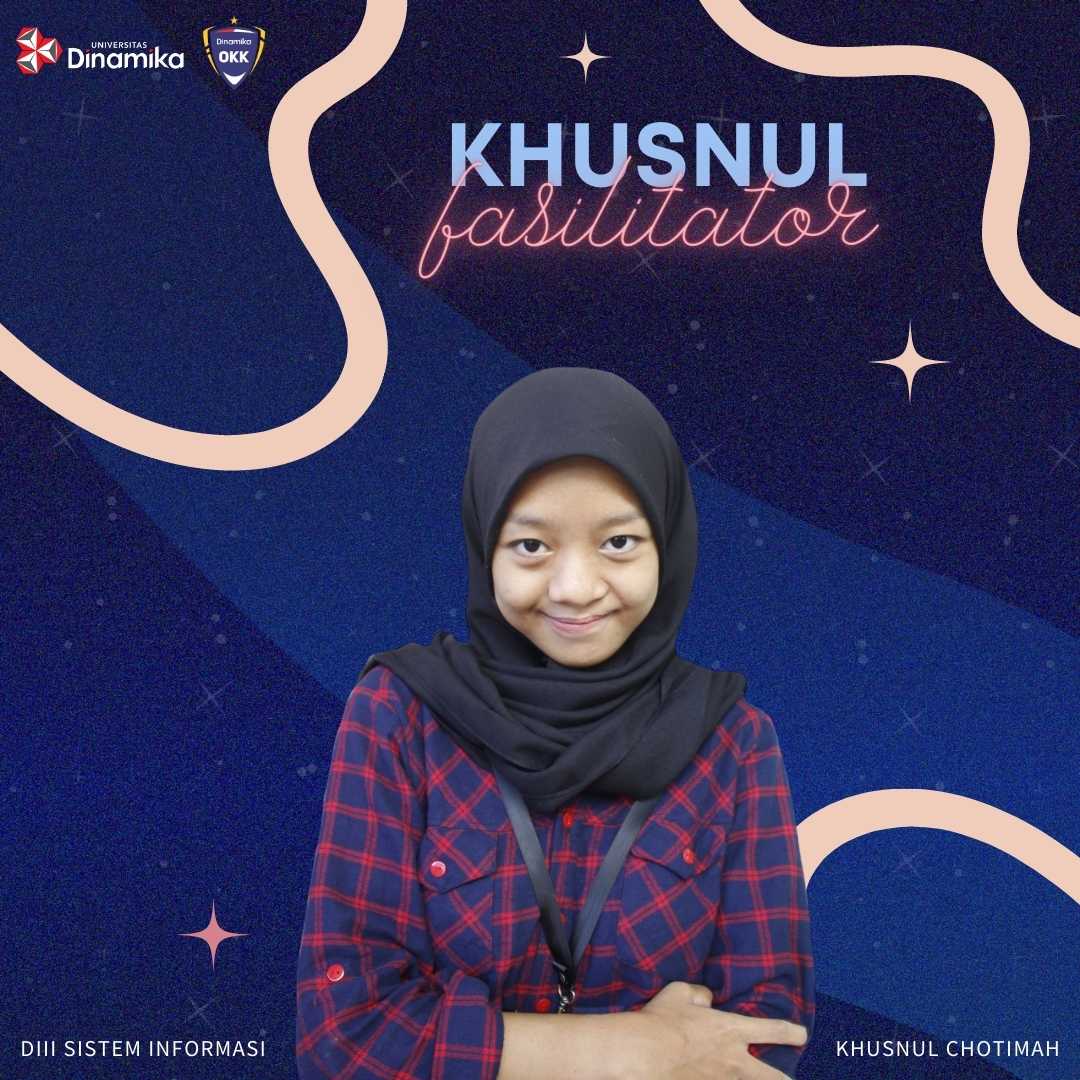 UNIVERSITAS
Dinamika
Dinamika
OKK
KHUSNUL
fasilitator
DIII SISTEM INFORMASI
KHUSNUL CHOTIMAH